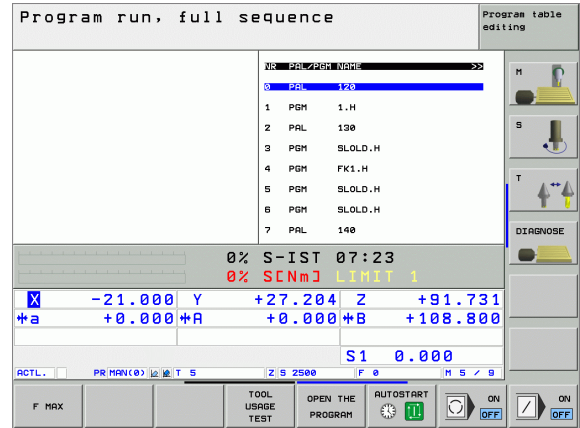 Program run, full sequence
Program table
editing
NR PAL/PGM NAME >>
0 PAL 120
1 PGM 1.H
2 PAL 130
3 PGM SLOLD.H
4 PGM FK1.H
5 PGM SLOLD.H
6 PGM SLOLD.H
7 PAL 140
M
S
T
DIAGNOSE
0% S-IST 07:23
0% S[Nm] LIMIT 1
X -21.000 Y +27.204 Z +91.731
a +0.000 A +0.000 B +108.800
S1 0.000
ACTL. PR MAN(0) T 5 Z S 2500 F 0 M 5 / 9
F MAX
TOOL
USAGE
TEST
OPEN THE
PROGRAM
AUTOSTART
ON
OFF
ON
OFF